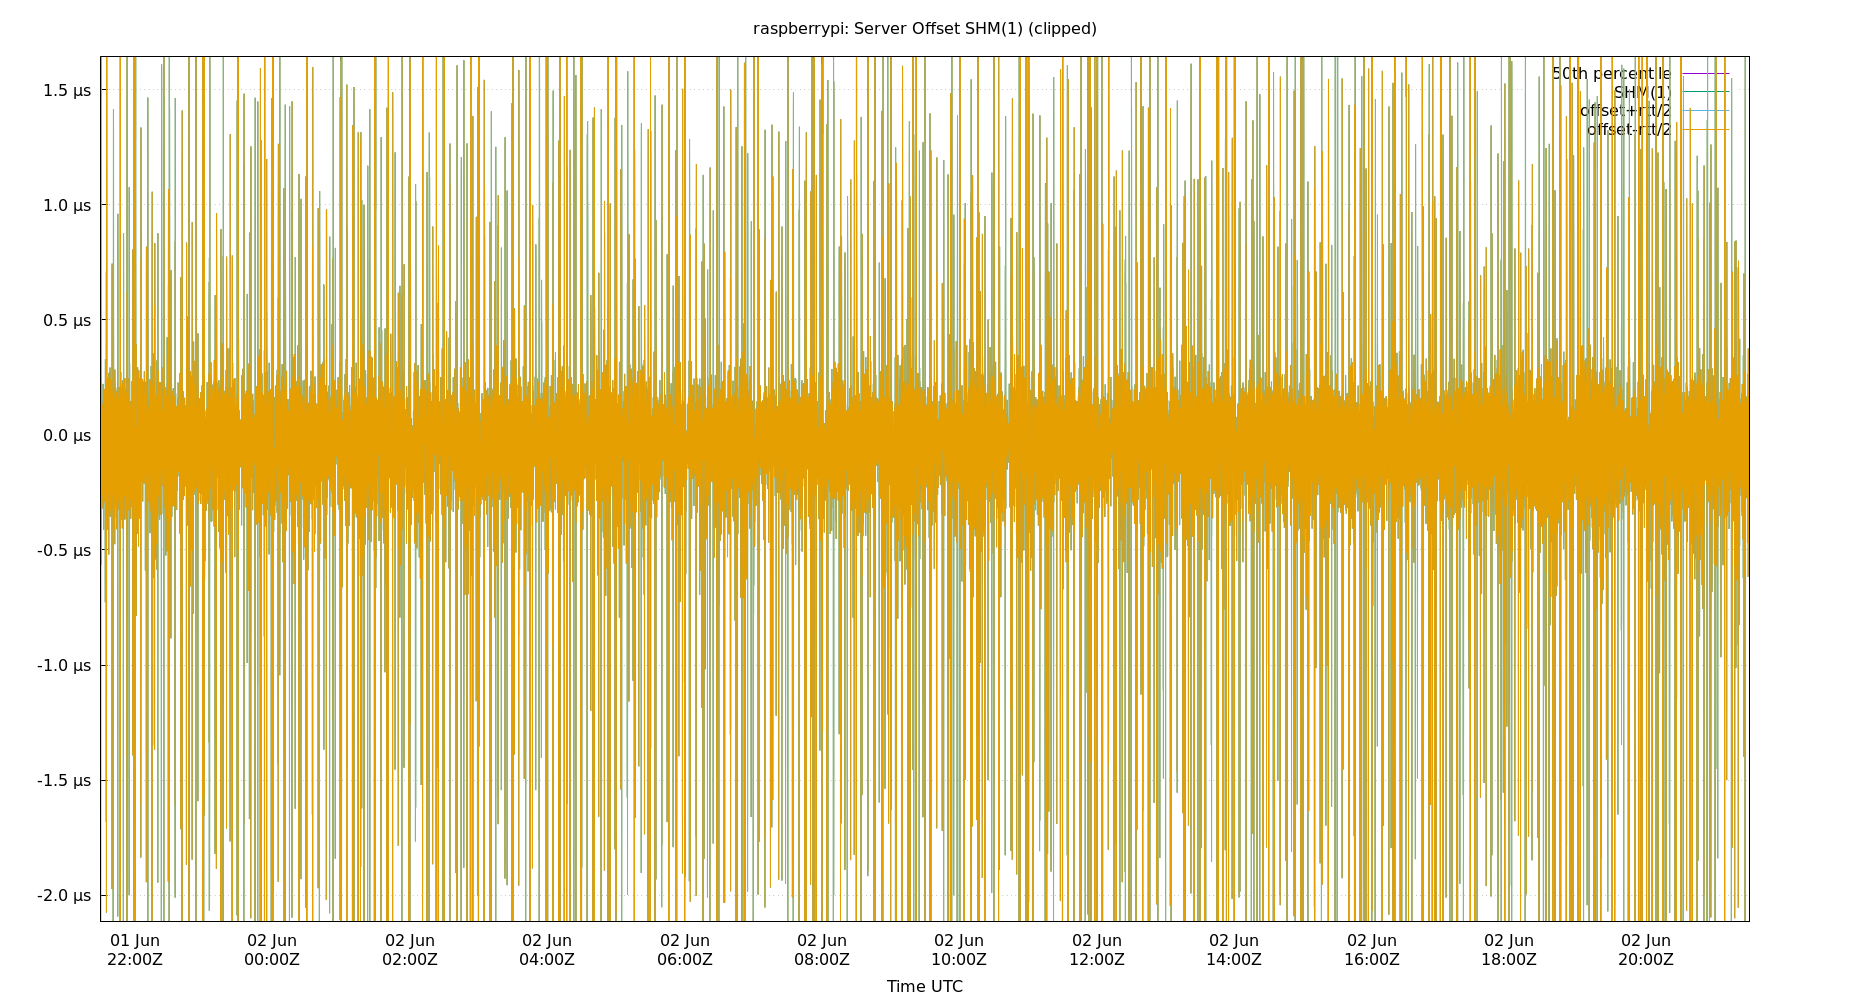 raspberrypi: Server Offset SHM(1) (clipped)
50th percentile
SHM(1)
offset+rtt/2
offset-rtt/2
1.5 µs
1.0 µs
0.5 µs
0.0 µs
-0.5 µs
-1.0 µs
-1.5 µs
-2.0 µs
01 Jun 02 Jun 02 Jun 02 Jun 02 Jun 02 Jun 02 Jun 02 Jun 02 Jun 02 Jun 02 Jun 02 Jun
22:00Z 00:00Z 02:00Z 04:00Z 06:00Z 08:00Z 10:00Z 12:00Z 14:00Z 16:00Z 18:00Z 20:00Z
Time UTC